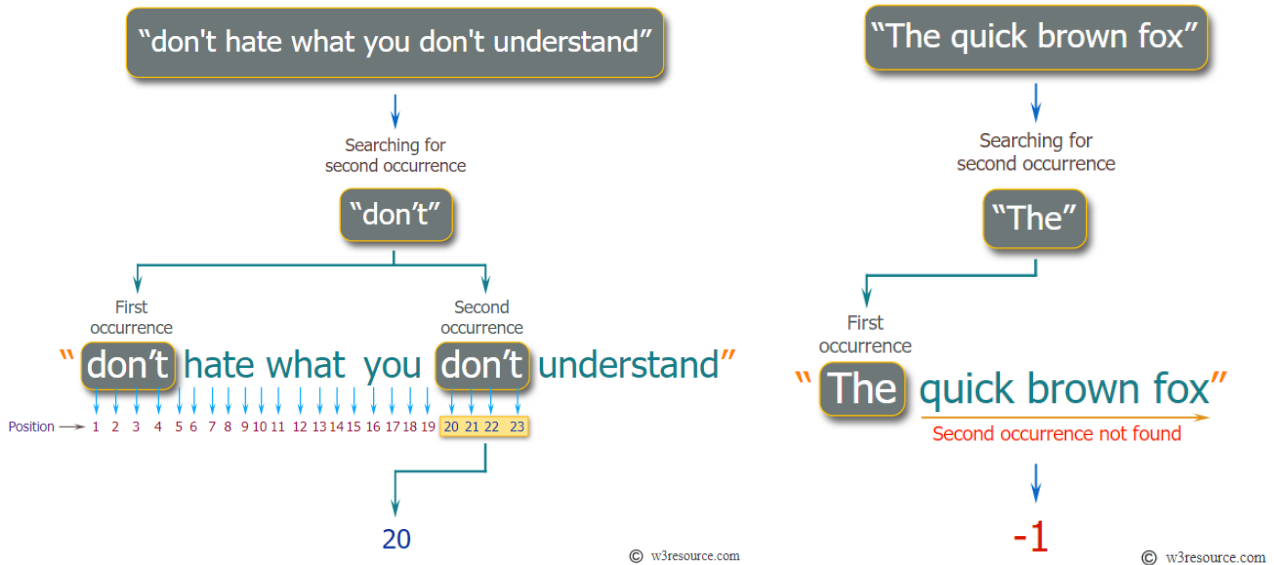 “don't hate what you don't understand”
Searching for
second occurrence
“don’t”
First
occurrence
Second
occurrence
“ don’t hate what you don’t understand”
Position 1 2 3 4 5 6 7 8 9 10 11 12 13 14 15 16 17 18 19 20 21 22 23
20
© w3resource.com
“The quick brown fox”
Searching for
second occurrence
“The”
First
occurrence
“ The quick brown fox”
Second occurrence not found
-1
© w3resource.com